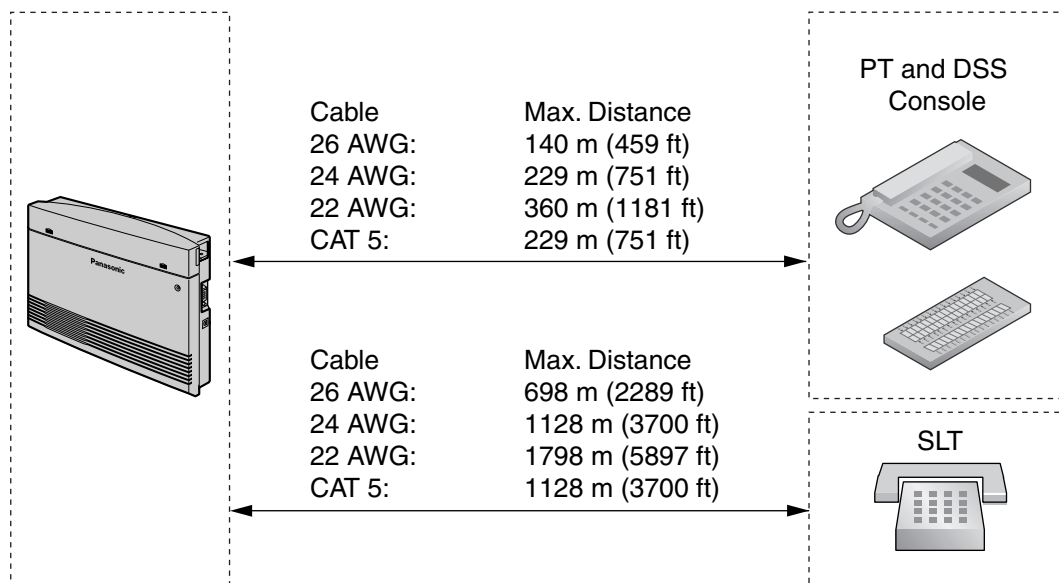 PT and DSS
Console
Cable Max. Distance
26 AWG: 140 m (459 ft)
24 AWG: 229 m (751 ft)
22 AWG: 360 m (1181 ft)
CAT 5: 229 m (751 ft)
Panasonic
Cable Max. Distance
26 AWG: 698 m (2289 ft)
24 AWG: 1128 m (3700 ft)
22 AWG: 1798 m (5897 ft)
CAT 5: 1128 m (3700 ft)
SLT